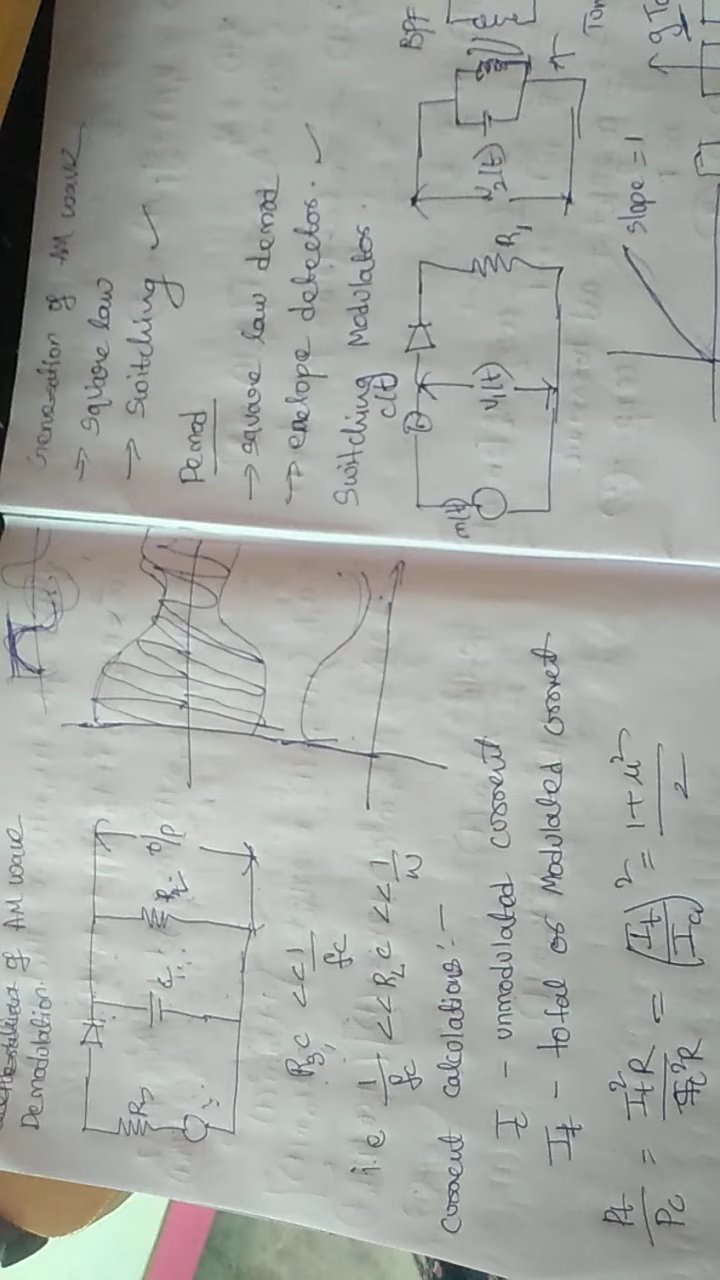 Demodulation of AM wave
Demodulation.
Rs
C
RL
o/p
Rs C << 1/fc
i.e 1/fc << RLC << 1/W
Current calculations:-
I - unmodulated current
It - total or Modulated current
Pt/Pc = It²R/Ic²R = (It/Ic)² = 1+μ²/2
Generation of AM wave
→ square law
→ switching ✓
Demod
→ square law demod
→ envelope detector. ✓
Switching Modulator.
c(t)
m(t)
v1(t)
R1
v2(t)
BPF
slope = 1